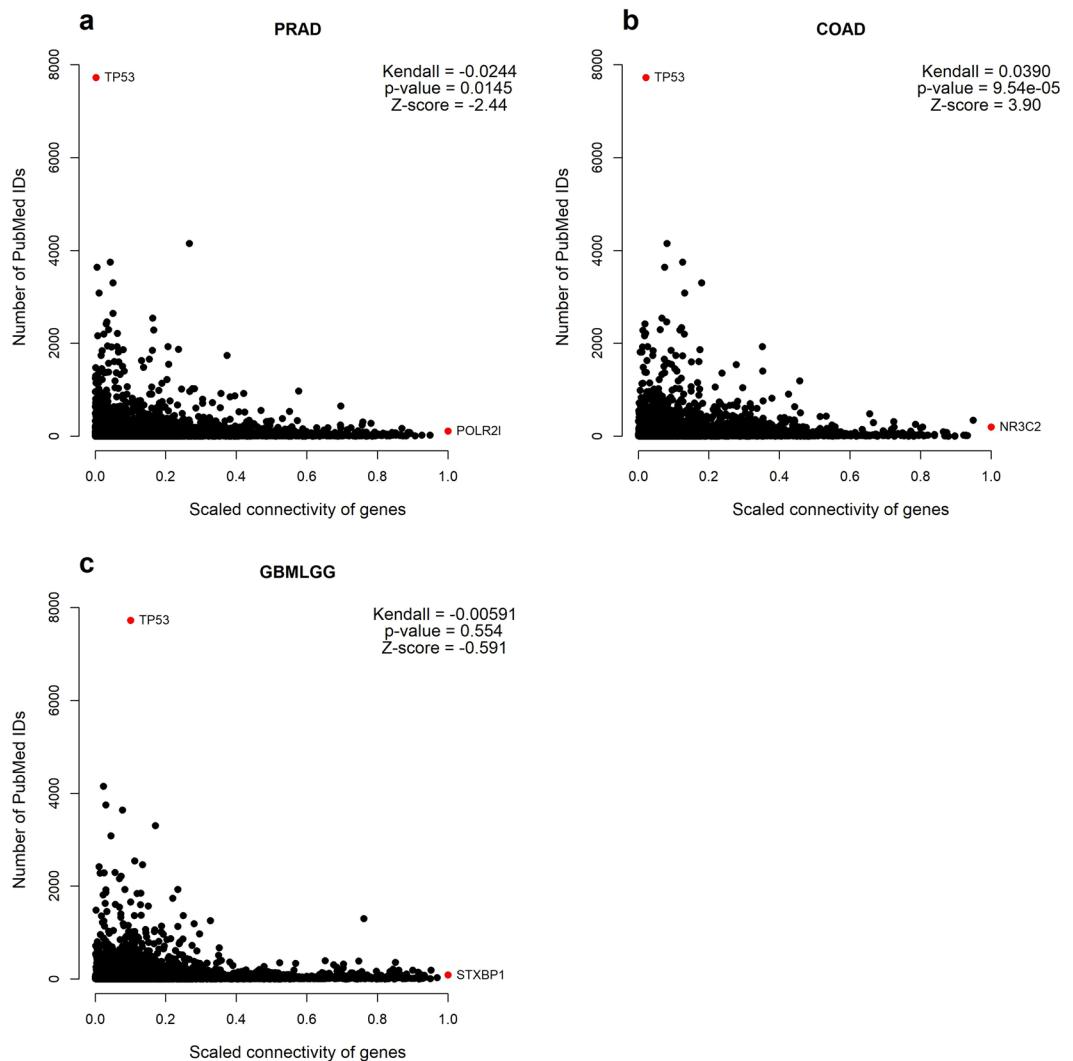 a
PRAD
Kendall = -0.0244
p-value = 0.0145
Z-score = -2.44
TP53
POLR2I
Number of PubMed IDs
0
2000
4000
6000
8000
0.0 0.2 0.4 0.6 0.8 1.0
Scaled connectivity of genes
b
COAD
Kendall = 0.0390
p-value = 9.54e-05
Z-score = 3.90
TP53
NR3C2
Number of PubMed IDs
0
2000
4000
6000
8000
0.0 0.2 0.4 0.6 0.8 1.0
Scaled connectivity of genes
c
GBMLGG
Kendall = -0.00591
p-value = 0.554
Z-score = -0.591
TP53
STXBP1
Number of PubMed IDs
0
2000
4000
6000
8000
0.0 0.2 0.4 0.6 0.8 1.0
Scaled connectivity of genes